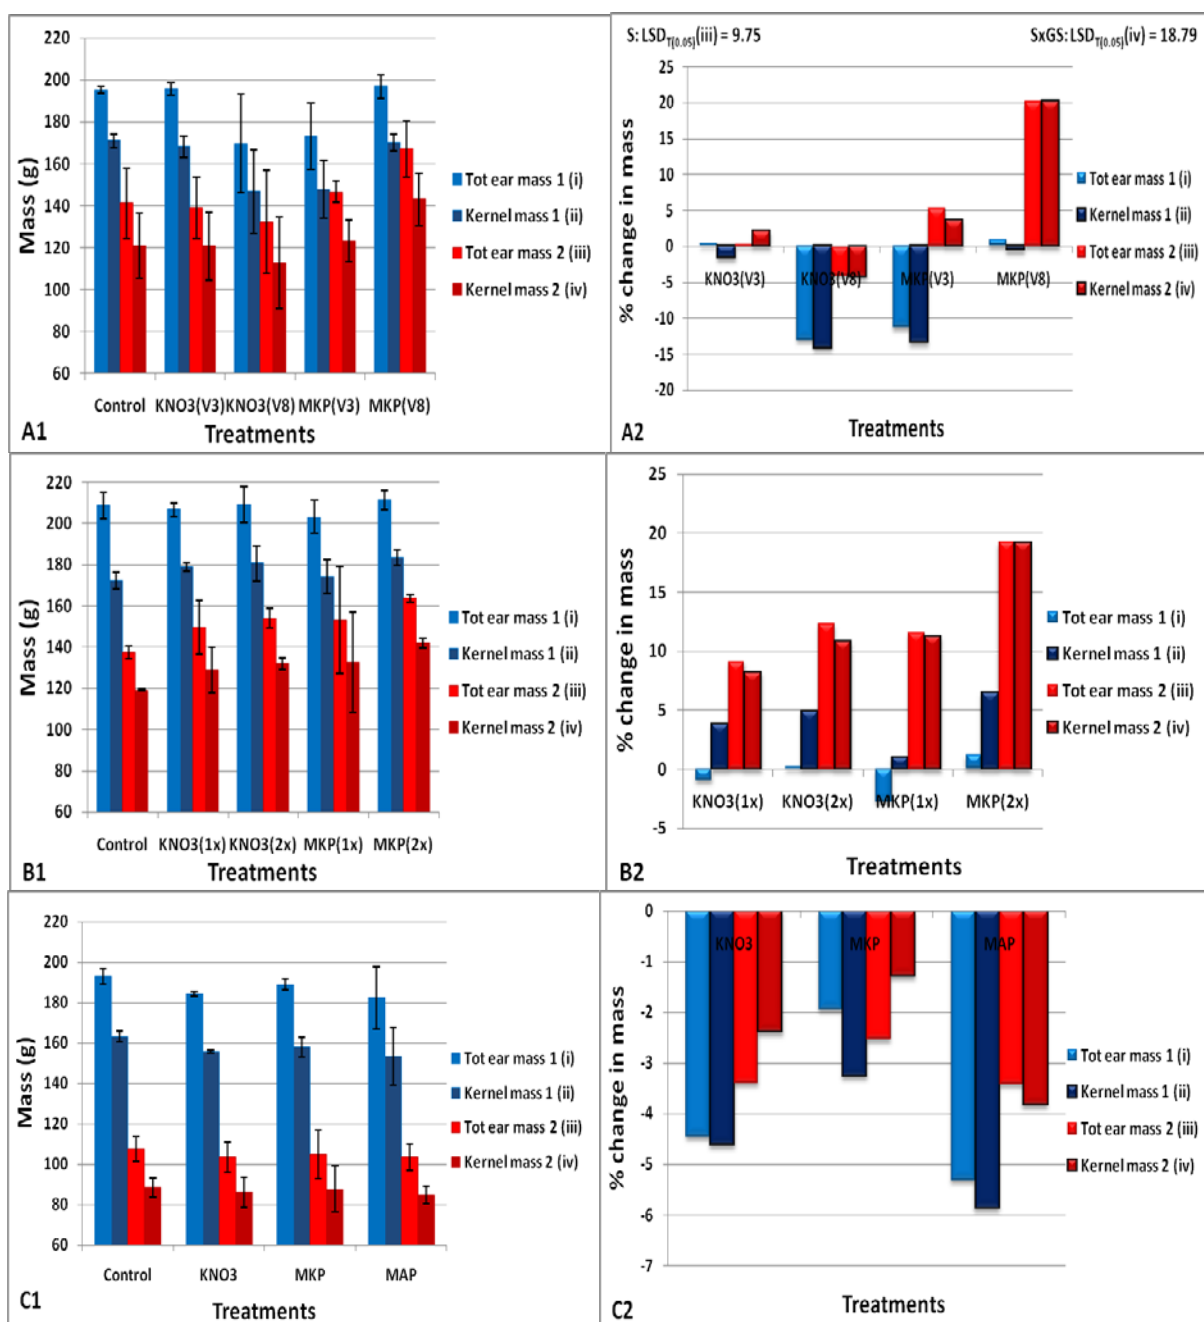 S: LSD T(0.05)(iii) = 9.75
SxGS: LSD T(0.05)(iv) = 18.79
Mass (g)
220
200
180
160
140
120
100
80
60
Control KNO3(V3) KNO3(V8) MKP(V3) MKP(V8)
Treatments
A1
Tot ear mass 1 (i)
Kernel mass 1 (ii)
Tot ear mass 2 (iii)
Kernel mass 2 (iv)
% change in mass
25
20
15
10
5
0
-5
-10
-15
-20
KNO3(V3) KNO3(V8) MKP(V3) MKP(V8)
Treatments
A2
Tot ear mass 1 (i)
Kernel mass 1 (ii)
Tot ear mass 2 (iii)
Kernel mass 2 (iv)
Mass (g)
220
200
180
160
140
120
100
80
60
Control KNO3(1x) KNO3(2x) MKP(1x) MKP(2x)
Treatments
B1
Tot ear mass 1 (i)
Kernel mass 1 (ii)
Tot ear mass 2 (iii)
Kernel mass 2 (iv)
% change in mass
25
20
15
10
5
0
-5
KNO3(1x) KNO3(2x) MKP(1x) MKP(2x)
Treatments
B2
Tot ear mass 1 (i)
Kernel mass 1 (ii)
Tot ear mass 2 (iii)
Kernel mass 2 (iv)
Mass (g)
220
200
180
160
140
120
100
80
60
Control KNO3 MKP MAP
Treatments
C1
Tot ear mass 1 (i)
Kernel mass 1 (ii)
Tot ear mass 2 (iii)
Kernel mass 2 (iv)
% change in mass
0
-1
-2
-3
-4
-5
-6
-7
KNO3 MKP MAP
Treatments
C2
Tot ear mass 1 (i)
Kernel mass 1 (ii)
Tot ear mass 2 (iii)
Kernel mass 2 (iv)